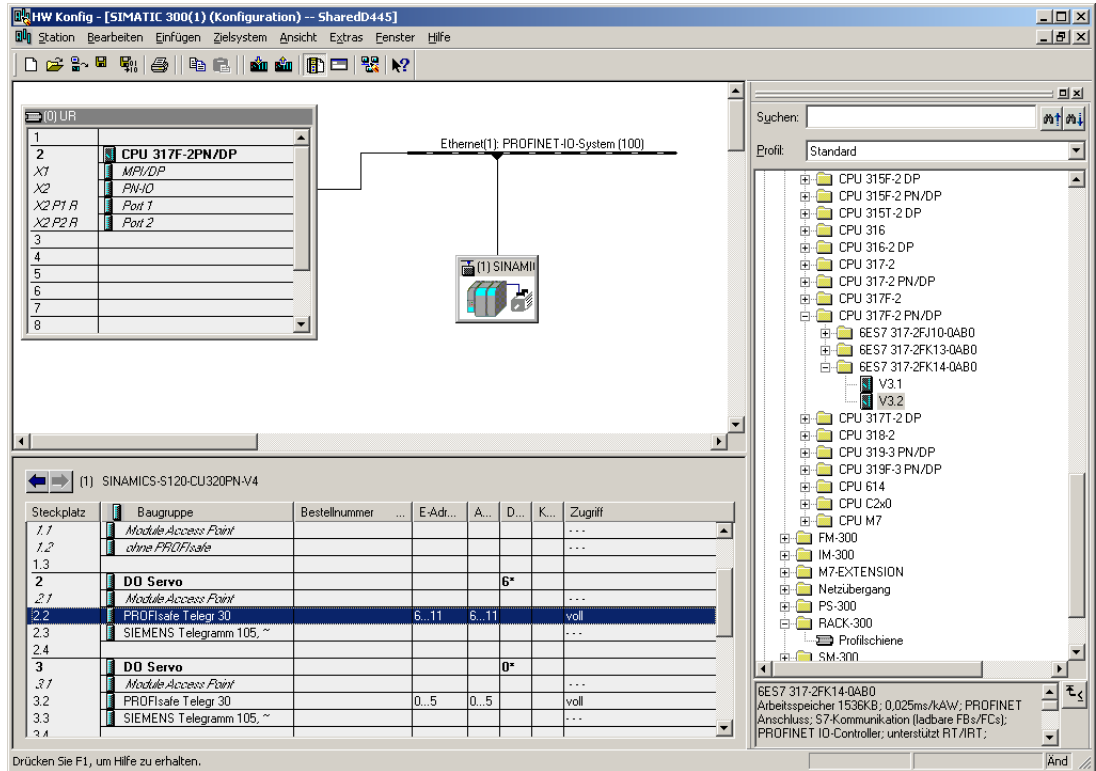 HW Konfig - [SIMATIC 300(1) (Konfiguration) -- SharedD445]
Station Bearbeiten Einfügen Zielsystem Ansicht Extras Fenster Hilfe
(0) UR
1
2 CPU 317F-2PN/DP
X1 MPI/DP
X2 PN-IO
X2 P1 R Port 1
X2 P2 R Port 2
3
4
5
6
7
8
Ethernet(1): PROFINET-IO-System (100)
(1) SINAMI
Suchen:
Profil: Standard
CPU 315F-2 DP
CPU 315F-2 PN/DP
CPU 315T-2 DP
CPU 316
CPU 316-2 DP
CPU 317-2
CPU 317-2 PN/DP
CPU 317F-2
CPU 317F-2 PN/DP
6ES7 317-2FJ10-0AB0
6ES7 317-2FK13-0AB0
6ES7 317-2FK14-0AB0
V3.1
V3.2
CPU 317T-2 DP
CPU 318-2
CPU 319-3 PN/DP
CPU 319F-3 PN/DP
CPU 614
CPU C2x0
CPU M7
FM-300
IM-300
M7-EXTENSION
Netzübergang
PS-300
RACK-300
Profilschiene
SM-300
6ES7 317-2FK14-0AB0
Arbeitsspeicher 1536KB; 0,025ms/kAW; PROFINET
Anschluss; S7-Kommunikation (ladbare FBs/FCs);
PROFINET IO-Controller; unterstützt RT/IRT;
(1) SINAMICS-S120-CU320PN-V4
Steckplatz Baugruppe Bestellnummer ... E-Adr... A... D... K... Zugriff
1.1 Module Access Point - - -
1.2 ohne PROFIsafe - - -
1.3
2 DO Servo 6*
2.1 Module Access Point - - -
2.2 PROFIsafe Telegr 30 6...11 6...11 voll
2.3 SIEMENS Telegramm 105, ~ - - -
2.4
3 DO Servo 0*
3.1 Module Access Point - - -
3.2 PROFIsafe Telegr 30 0...5 0...5 voll
3.3 SIEMENS Telegramm 105, ~ - - -
3.4
Drücken Sie F1, um Hilfe zu erhalten.
Änd